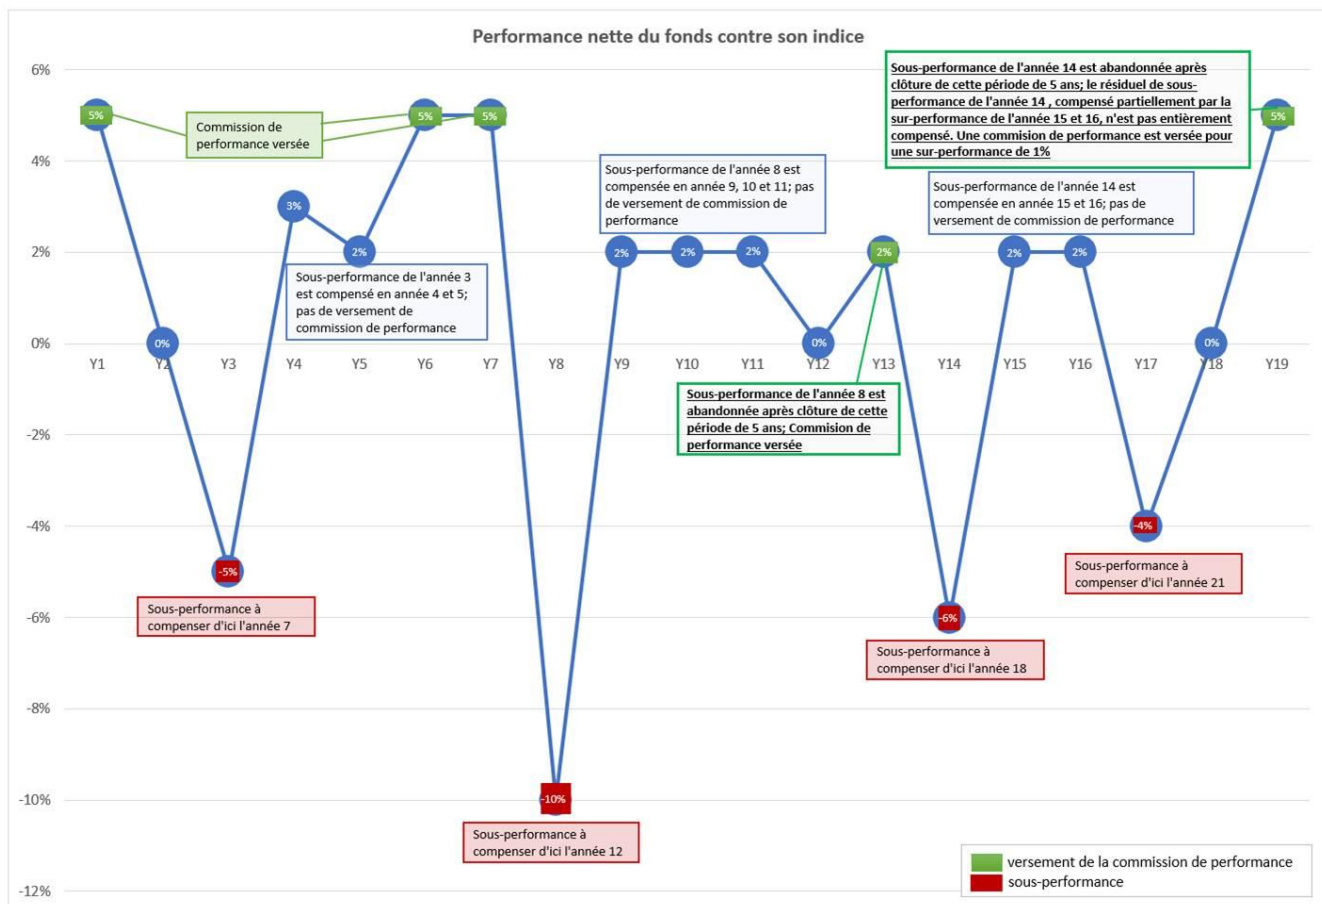 Performance nette du fonds contre son indice
6%
4%
2%
0%
-2%
-4%
-6%
-8%
-10%
-12%
Y1
Y2
Y3
Y4
Y5
Y6
Y7
Y8
Y9
Y10
Y11
Y12
Y13
Y14
Y15
Y16
Y17
Y18
Y19
5%
0%
-5%
3%
2%
5%
5%
-10%
2%
2%
2%
0%
2%
-6%
2%
2%
-4%
0%
5%
Commission de
performance versée
Sous-performance de l'année 3
est compensé en année 4 et 5;
pas de versement de
commission de performance
Sous-performance à
compenser d'ici l'année 7
Sous-performance à
compenser d'ici l'année 12
Sous-performance de l'année 8 est
compensée en année 9, 10 et 11; pas
de versement de commission de
performance
Sous-performance de l'année 8 est
abandonnée après clôture de cette
période de 5 ans; Commision de
performance versée
Sous-performance de l'année 14 est abandonnée après
clôture de cette période de 5 ans; le résiduel de sous-
performance de l'année 14 , compensé partiellement par la
sur-performance de l'année 15 et 16, n'est pas entièrement
compensé. Une commision de performance est versée pour
une sur-performance de 1%
Sous-performance de l'année 14 est
compensée en année 15 et 16; pas de
versement de commission de performance
Sous-performance à
compenser d'ici l'année 18
Sous-performance à
compenser d'ici l'année 21
versement de la commission de performance
sous-performance